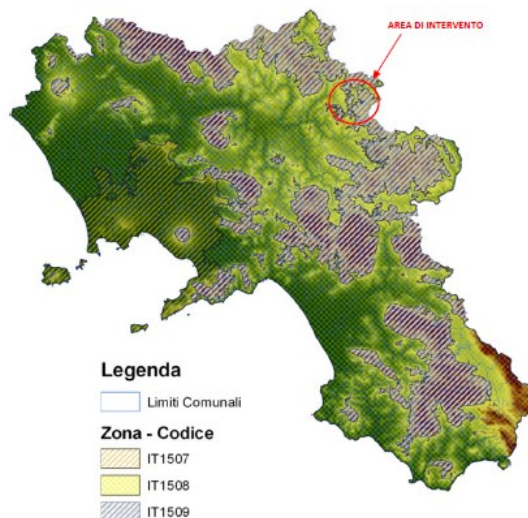 AREA DI INTERVENTO
Legenda
Limiti Comunali
Zona - Codice
IT1507
IT1508
IT1509